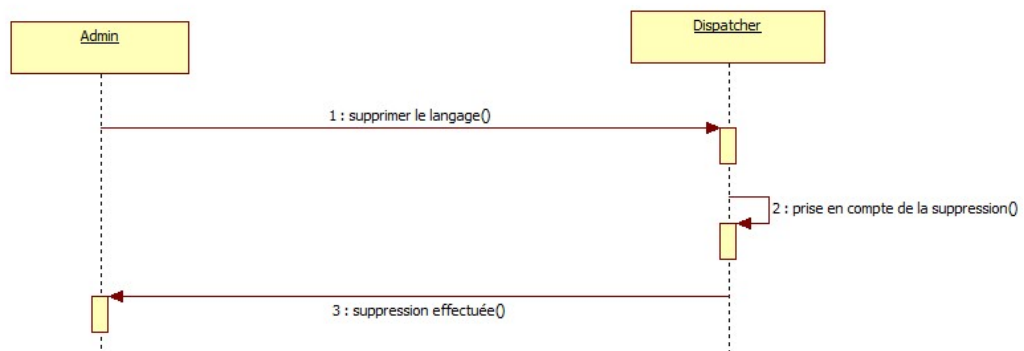 Admin
Dispatcher
1 : supprimer le langage()
2 : prise en compte de la suppression()
3 : suppression effectuée()